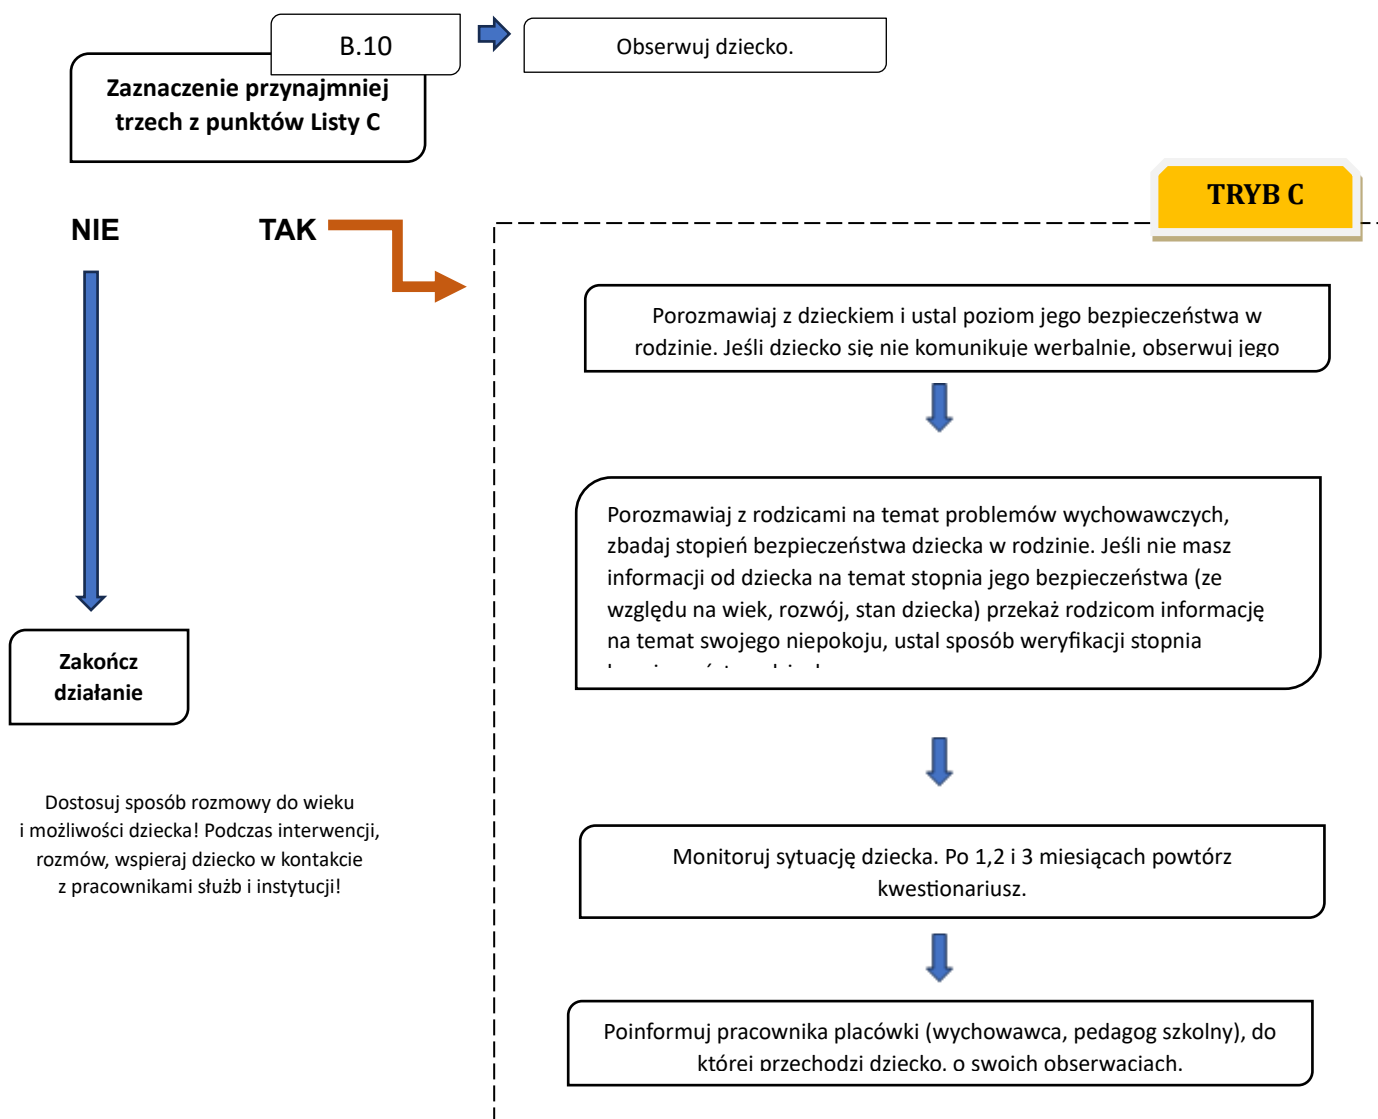 B.10
Obserwuj dziecko.
Zaznaczenie przynajmniej
trzech z punktów Listy C
TRYB C
NIE
TAK
Porozmawiaj z dzieckiem i ustal poziom jego bezpieczeństwa w
rodzinie. Jeśli dziecko się nie komunikuje werbalnie, obserwuj jego
Porozmawiaj z rodzicami na temat problemów wychowawczych,
zbadaj stopień bezpieczeństwa dziecka w rodzinie. Jeśli nie masz
informacji od dziecka na temat stopnia jego bezpieczeństwa (ze
względu na wiek, rozwój, stan dziecka) przekaż rodzicom informację
na temat swojego niepokoju, ustal sposób weryfikacji stopnia
Zakończ
działanie
Dostosuj sposób rozmowy do wieku
i możliwości dziecka! Podczas interwencji,
rozmów, wspieraj dziecko w kontakcie
z pracownikami służb i instytucji!
Monitoruj sytuację dziecka. Po 1,2 i 3 miesiącach powtórz
kwestionariusz.
Poinformuj pracownika placówki (wychowawca, pedagog szkolny), do
której przechodzi dziecko, o swoich obserwacjach.